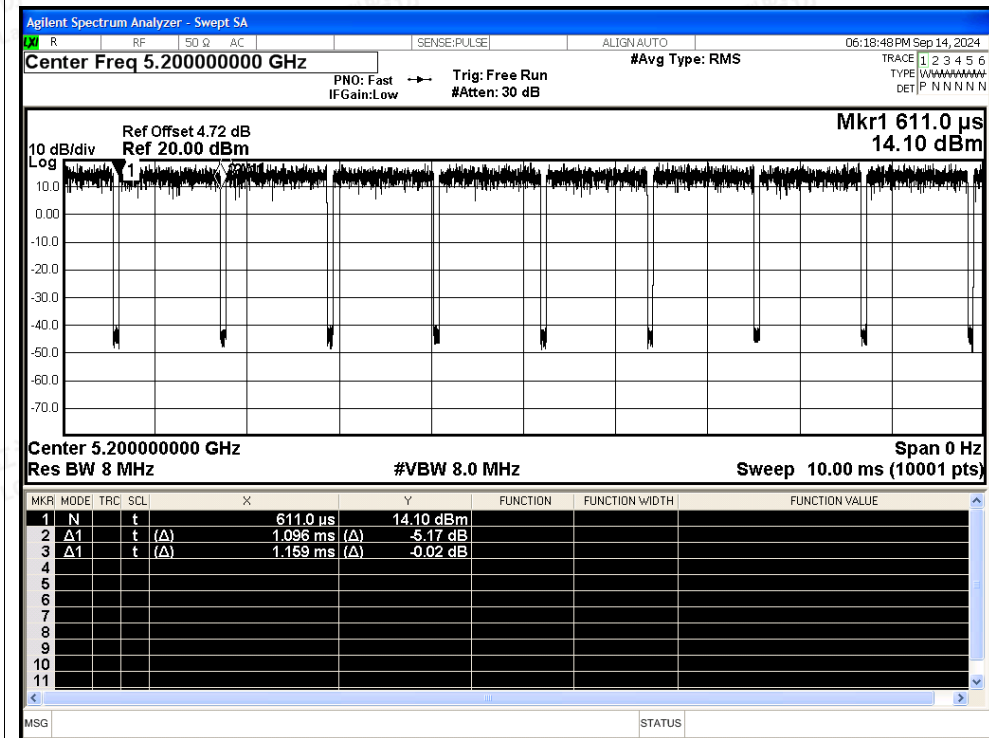 Agilent Spectrum Analyzer - Swept SA
LXI R RF 50 Ω AC SENSE:PULSE ALIGN AUTO 06:18:48 PM Sep 14, 2024
Center Freq 5.200000000 GHz #Avg Type: RMS TRACE 1 2 3 4 5 6
PNO: Fast Trig: Free Run TYPE WWWWWW
IFGain:Low #Atten: 30 dB DET P N N N N N
Mkr1 611.0 µs
Ref Offset 4.72 dB
10 dB/div Ref 20.00 dBm 14.10 dBm
Log
1
10.0
0.00
-10.0
-20.0
-30.0
-40.0
-50.0
-60.0
-70.0
Center 5.200000000 GHz Span 0 Hz
Res BW 8 MHz #VBW 8.0 MHz Sweep 10.00 ms (10001 pts)
MKR MODE TRC SCL X Y FUNCTION FUNCTION WIDTH FUNCTION VALUE
1 N t 611.0 µs 14.10 dBm
2 Δ1 t (Δ) 1.096 ms (Δ) -5.17 dB
3 Δ1 t (Δ) 1.159 ms (Δ) -0.02 dB
4
5
6
7
8
9
10
11
MSG STATUS